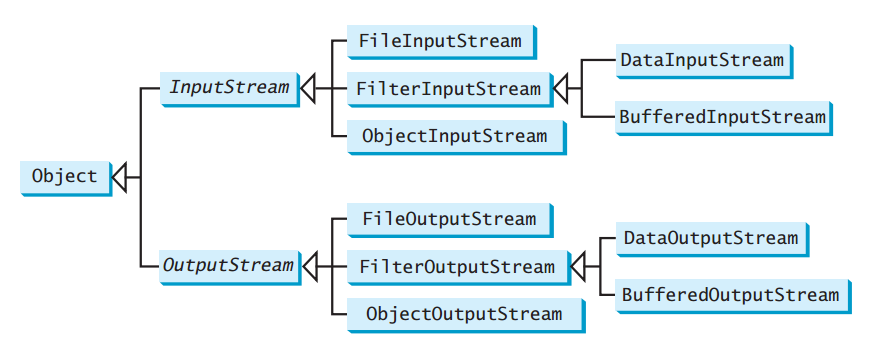 Object
InputStream
FileInputStream
FilterInputStream
DataInputStream
BufferedInputStream
ObjectInputStream
OutputStream
FileOutputStream
FilterOutputStream
DataOutputStream
BufferedOutputStream
ObjectOutputStream